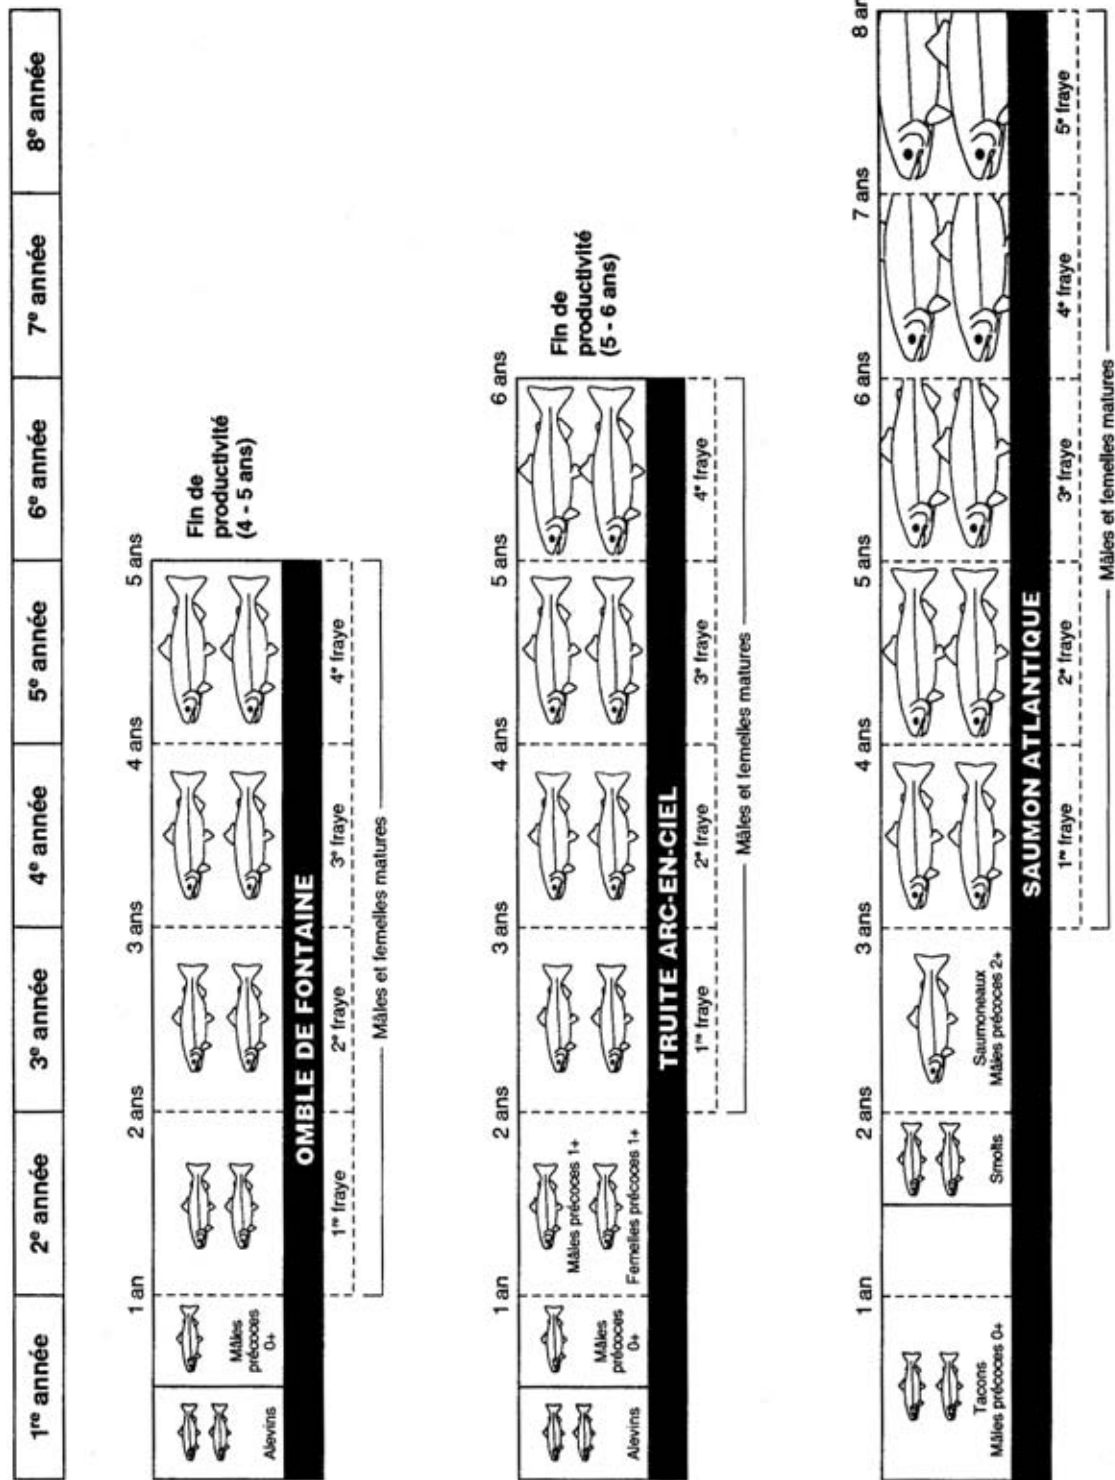 1re année
2e année
3e année
4e année
5e année
6e année
7e année
8e année
1 an
2 ans
3 ans
4 ans
5 ans
Alevins
Mâles
précoces
0+
Fin de
productivité
(4 - 5 ans)
OMBLE DE FONTAINE
1re fraye
2e fraye
3e fraye
4e fraye
Mâles et femelles matures
1 an
2 ans
3 ans
4 ans
5 ans
6 ans
Alevins
Mâles
précoces
0+
Mâles précoces 1+
Femelles précoces 1+
Fin de
productivité
(5 - 6 ans)
TRUITE ARC-EN-CIEL
1re fraye
2e fraye
3e fraye
4e fraye
Mâles et femelles matures
1 an
2 ans
3 ans
4 ans
5 ans
6 ans
7 ans
8 an
Tacons
Mâles précoces 0+
Smolts
Saumoneaux
Mâles précoces 2+
SAUMON ATLANTIQUE
1re fraye
2e fraye
3e fraye
4e fraye
5e fraye
Mâles et femelles matures